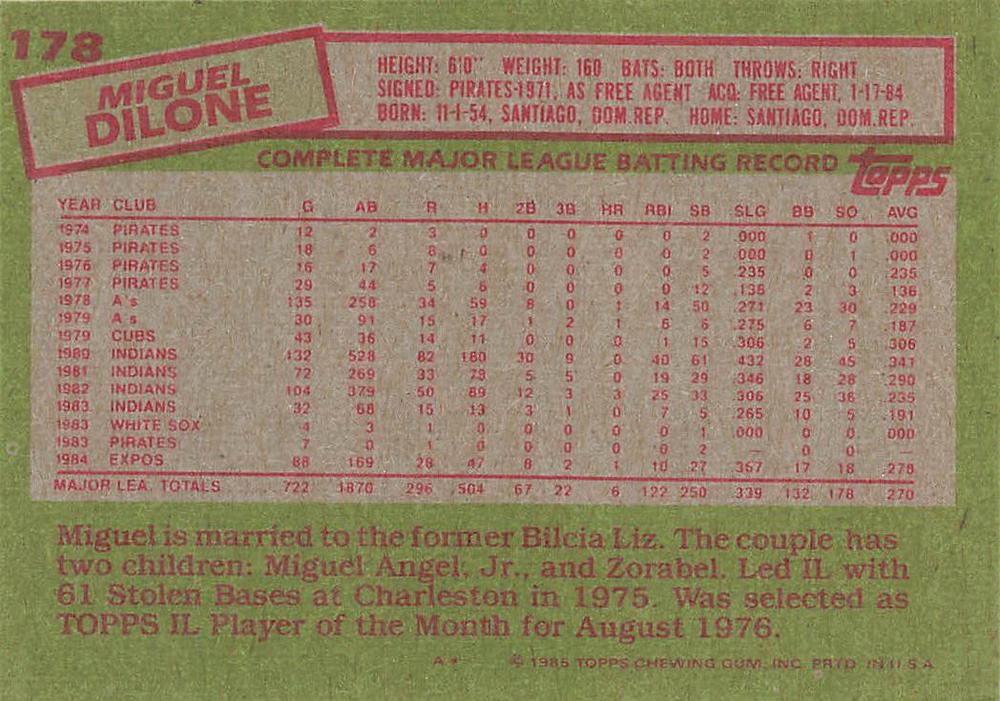 178
MIGUEL
DILONE
HEIGHT: 6'0" WEIGHT: 160 BATS: BOTH THROWS: RIGHT
SIGNED: PIRATES-1971, AS FREE AGENT ACQ: FREE AGENT, 1-17-84
BORN: 11-1-54, SANTIAGO, DOM.REP. HOME: SANTIAGO, DOM.REP.
COMPLETE MAJOR LEAGUE BATTING RECORD
Topps
YEAR CLUB G AB R H 2B 3B HR RBI SB SLG BB SO AVG
1974 PIRATES 12 2 3 0 0 0 0 0 2 .000 1 0 .000
1975 PIRATES 18 6 8 0 0 0 0 0 2 .000 0 1 .000
1976 PIRATES 16 17 7 4 0 0 0 0 5 .235 0 0 .235
1977 PIRATES 29 44 5 6 0 0 0 0 12 .136 2 3 .136
1978 A's 135 258 34 59 8 0 1 14 50 .271 23 30 .229
1979 A's 30 91 15 17 1 2 1 6 6 .275 6 7 .187
1979 CUBS 43 36 14 11 0 0 0 1 15 .306 2 5 .306
1980 INDIANS 132 528 82 180 30 9 0 40 61 .432 28 45 .341
1981 INDIANS 72 269 33 78 5 5 0 19 29 .346 18 28 .290
1982 INDIANS 104 379 50 89 12 3 3 25 33 .306 25 36 .235
1983 INDIANS 32 68 15 13 3 1 0 7 5 .265 10 5 .191
1983 WHITE SOX 4 3 1 0 0 0 0 0 1 .000 0 0 .000
1983 PIRATES 7 0 1 0 0 0 0 0 2 — 0 0 —
1984 EXPOS 88 169 28 47 8 2 1 10 27 .367 17 18 .278
MAJOR LEA. TOTALS 722 1870 296 504 67 22 6 122 250 .339 132 178 .270
Miguel is married to the former Bilcia Liz. The couple has
two children: Miguel Angel, Jr., and Zorabel. Led IL with
61 Stolen Bases at Charleston in 1975. Was selected as
TOPPS IL Player of the Month for August 1976.
A* © 1985 TOPPS CHEWING GUM, INC. PRTD. IN U.S.A.